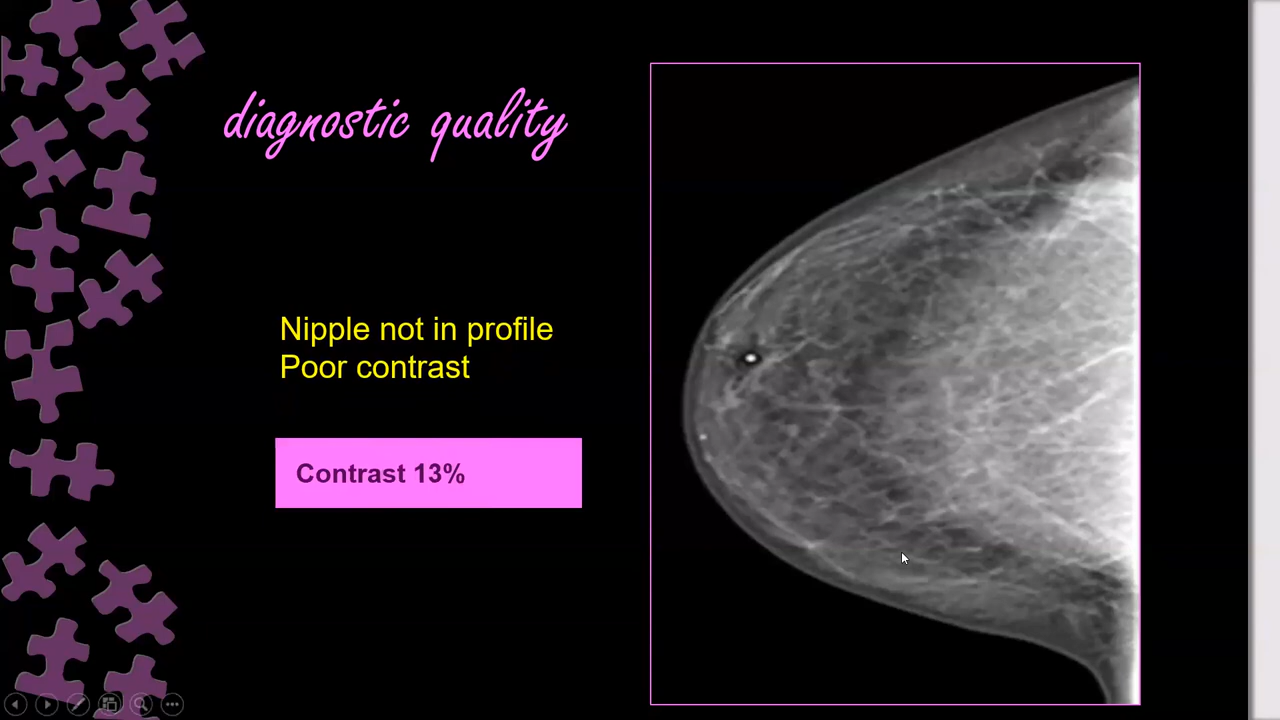 diagnostic quality
Nipple not in profile
Poor contrast
Contrast 13%